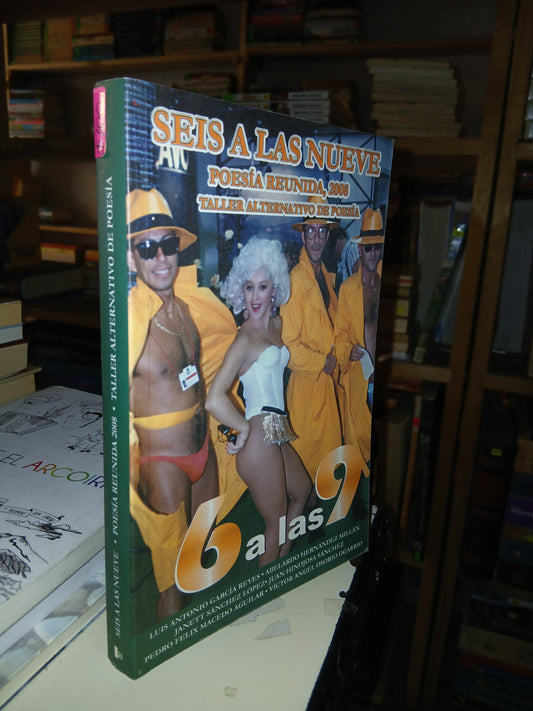 SEIS A LAS NUEVE
POESÍA REUNIDA, 2008
TALLER ALTERNATIVO DE POESÍA
6 a las 9
LUIS ANTONIO GARCÍA REYES • ABELARDO HERNÁNDEZ MILLÁN
JANETT SÁNCHEZ LÓPEZ • JUAN HINOJOSA SÁNCHEZ
PEDRO FELIX MACEDO AGUILAR • VÍCTOR ANGEL OSORIO OGARRIO
SEIS A LAS NUEVE • POESÍA REUNIDA 2008 • TALLER ALTERNATIVO DE POESÍA
EL ARCOIR